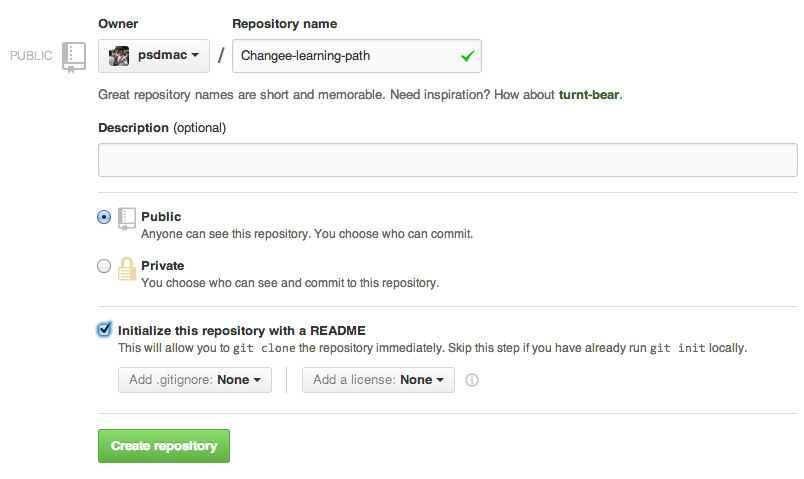 Owner
Repository name
PUBLIC
psdmac
/
Changee-learning-path
Great repository names are short and memorable. Need inspiration? How about turnt-bear.
Description (optional)
Public
Anyone can see this repository. You choose who can commit.
Private
You choose who can see and commit to this repository.
Initialize this repository with a README
This will allow you to git clone the repository immediately. Skip this step if you have already run git init locally.
Add .gitignore: None
Add a license: None
Create repository